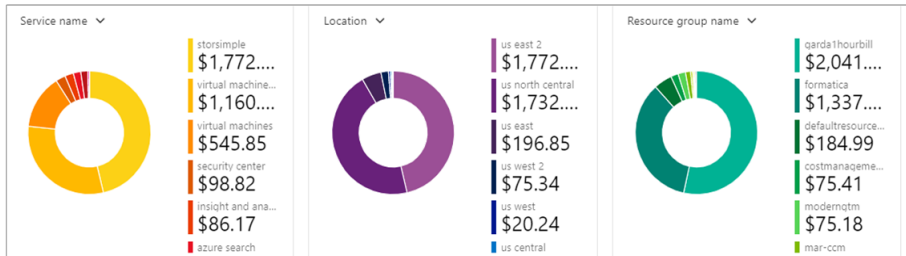 Service name
storsimple
$1,772....
virtual machine...
$1,160....
virtual machines
$545.85
security center
$98.82
insight and ana...
$86.17
azure search
Location
us east 2
$1,772....
us north central
$1,732....
us east
$196.85
us west 2
$75.34
us west
$20.24
us central
Resource group name
qarda1hourbill
$2,041....
formatica
$1,337....
defaultresource...
$184.99
costmanageme...
$75.41
modernqtm
$75.18
mar-ccm